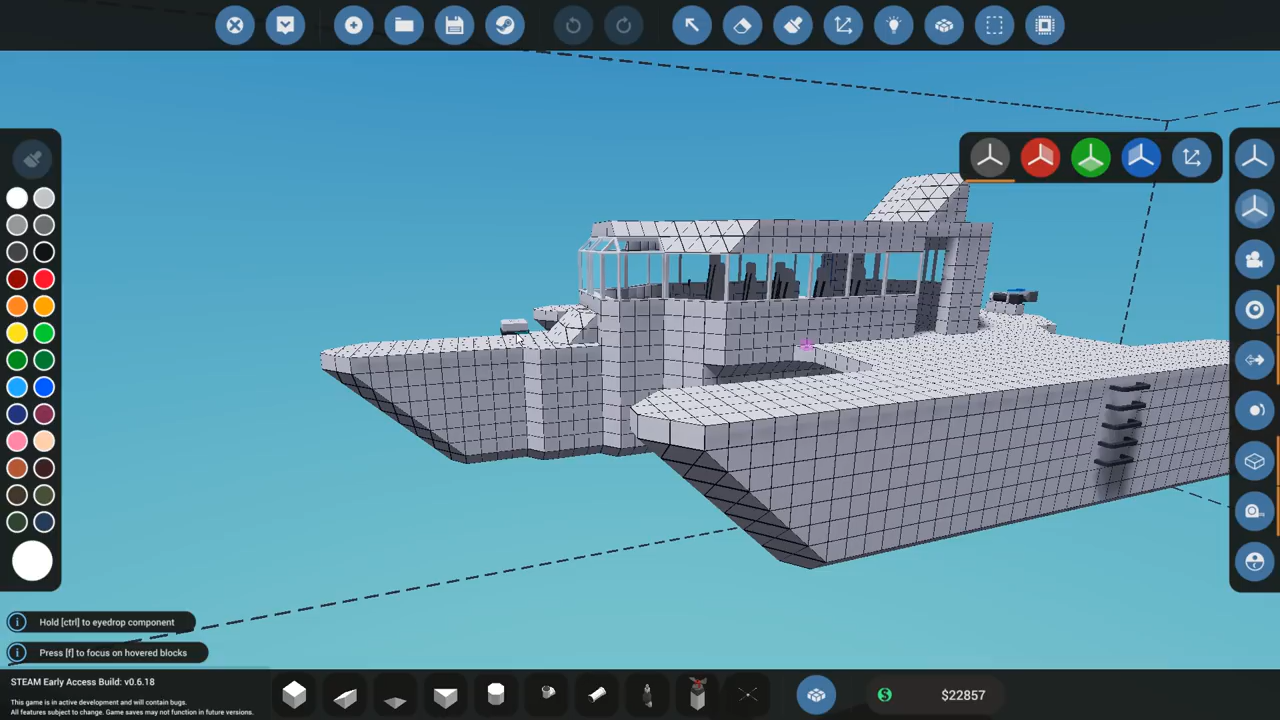 Hold [ctrl] to eyedrop component
Press [f] to focus on hovered blocks
STEAM Early Access Build: v0.6.18
This game is in active development and will contain bugs.
All features subject to change. Game saves may not function in future versions.
$22857